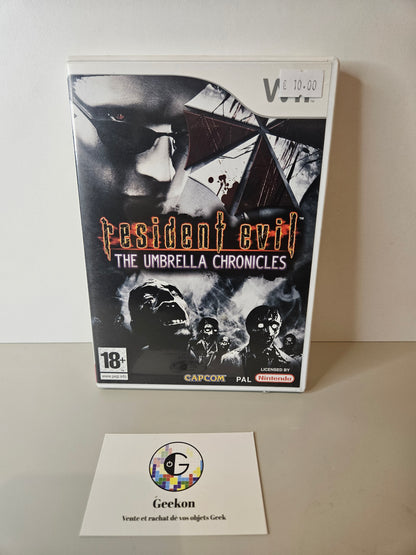 Wii
£ 10.00
resident evil
THE UMBRELLA CHRONICLES
18+
www.pegi.info
CAPCOM
PAL
LICENSED BY
Nintendo
G
Geekon
Vente et rachat de vos objets Geek